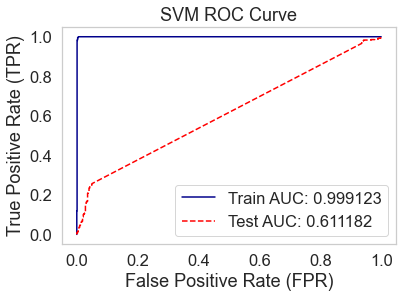 SVM ROC Curve
True Positive Rate (TPR)
1.0
0.8
0.6
0.4
0.2
0.0
Train AUC: 0.999123
Test AUC: 0.611182
0.0 0.2 0.4 0.6 0.8 1.0
False Positive Rate (FPR)